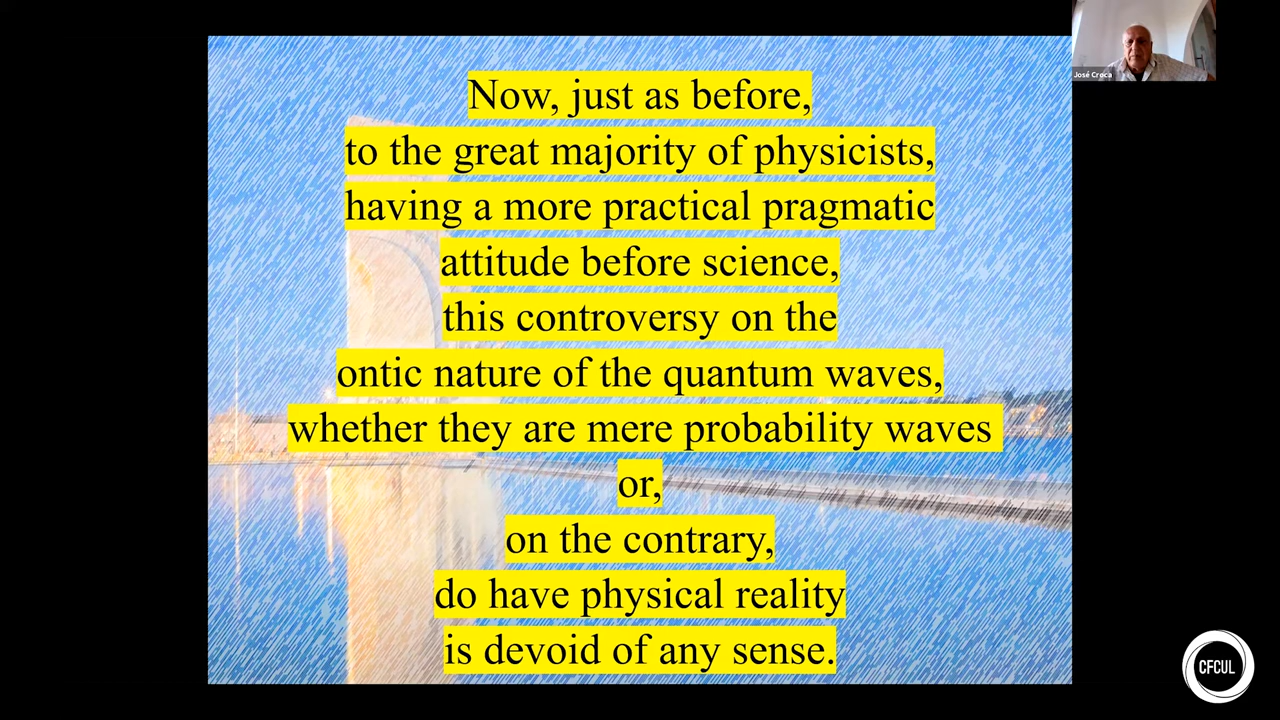 José Croca
Now, just as before,
to the great majority of physicists,
having a more practical pragmatic
attitude before science,
this controversy on the
ontic nature of the quantum waves,
whether they are mere probability waves
or,
on the contrary,
do have physical reality
is devoid of any sense.
CFCUL